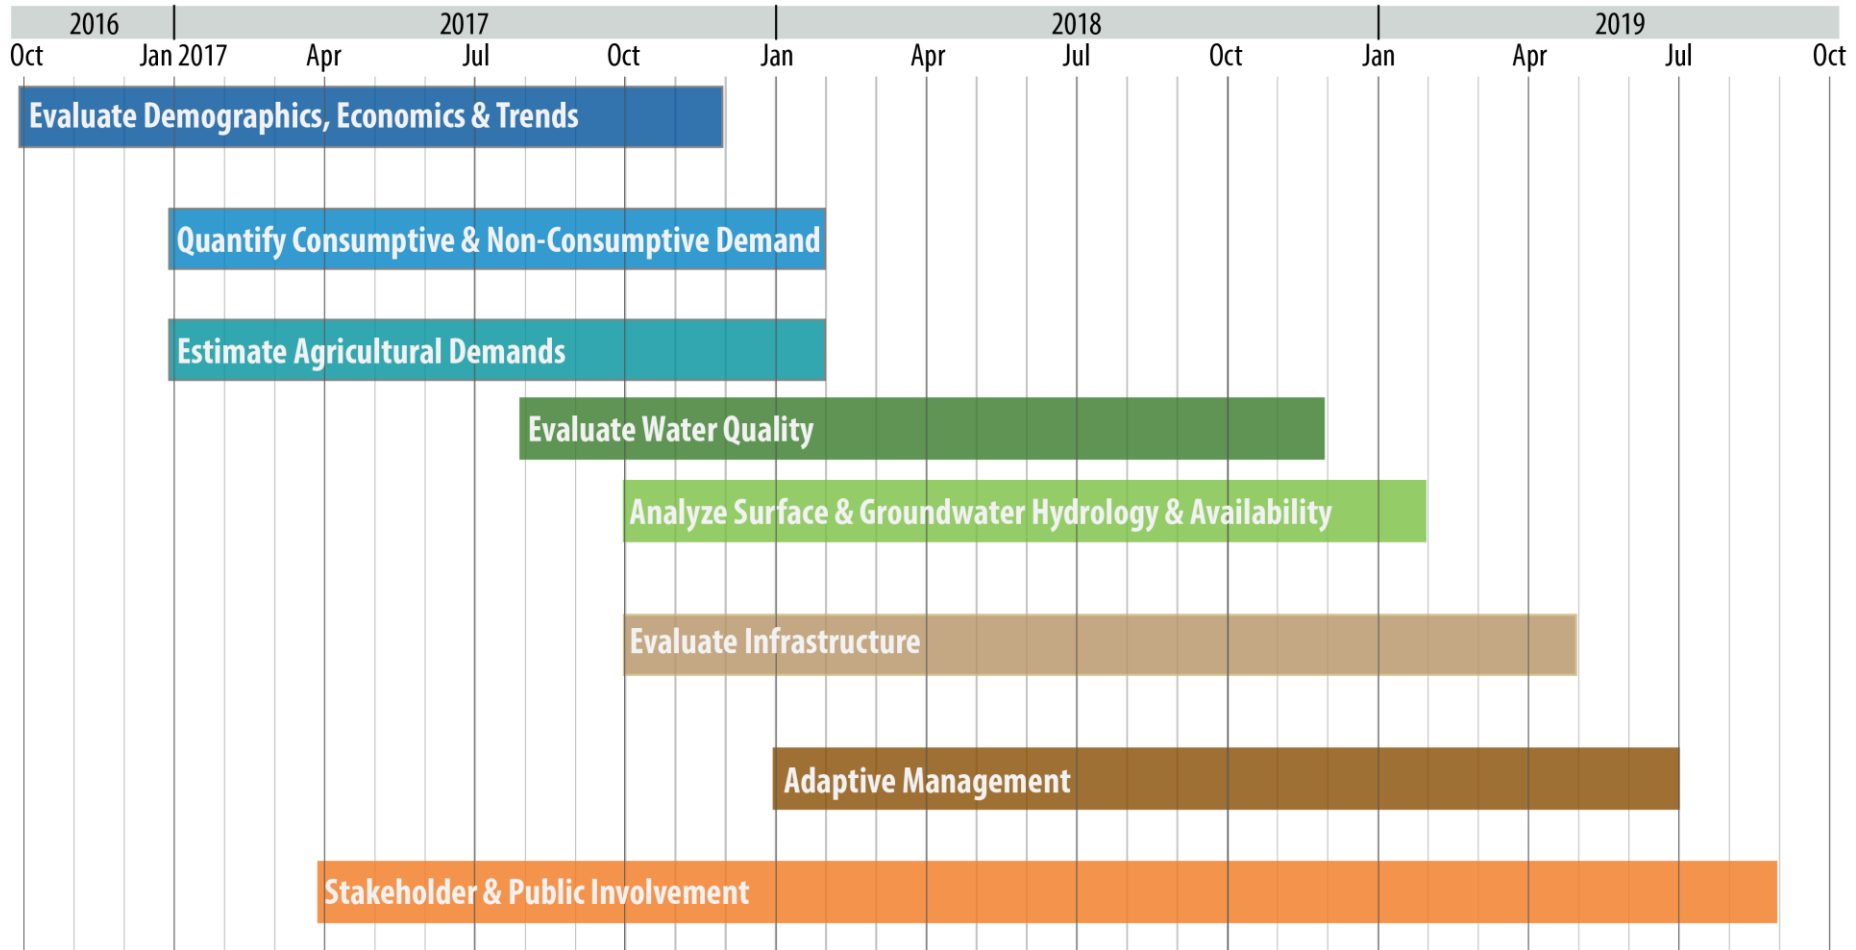 2016 2017 2018 2019
Oct Jan 2017 Apr Jul Oct Jan Apr Jul Oct Jan Apr Jul Oct
Evaluate Demographics, Economics & Trends
Quantify Consumptive & Non-Consumptive Demand
Estimate Agricultural Demands
Evaluate Water Quality
Analyze Surface & Groundwater Hydrology & Availability
Evaluate Infrastructure
Adaptive Management
Stakeholder & Public Involvement